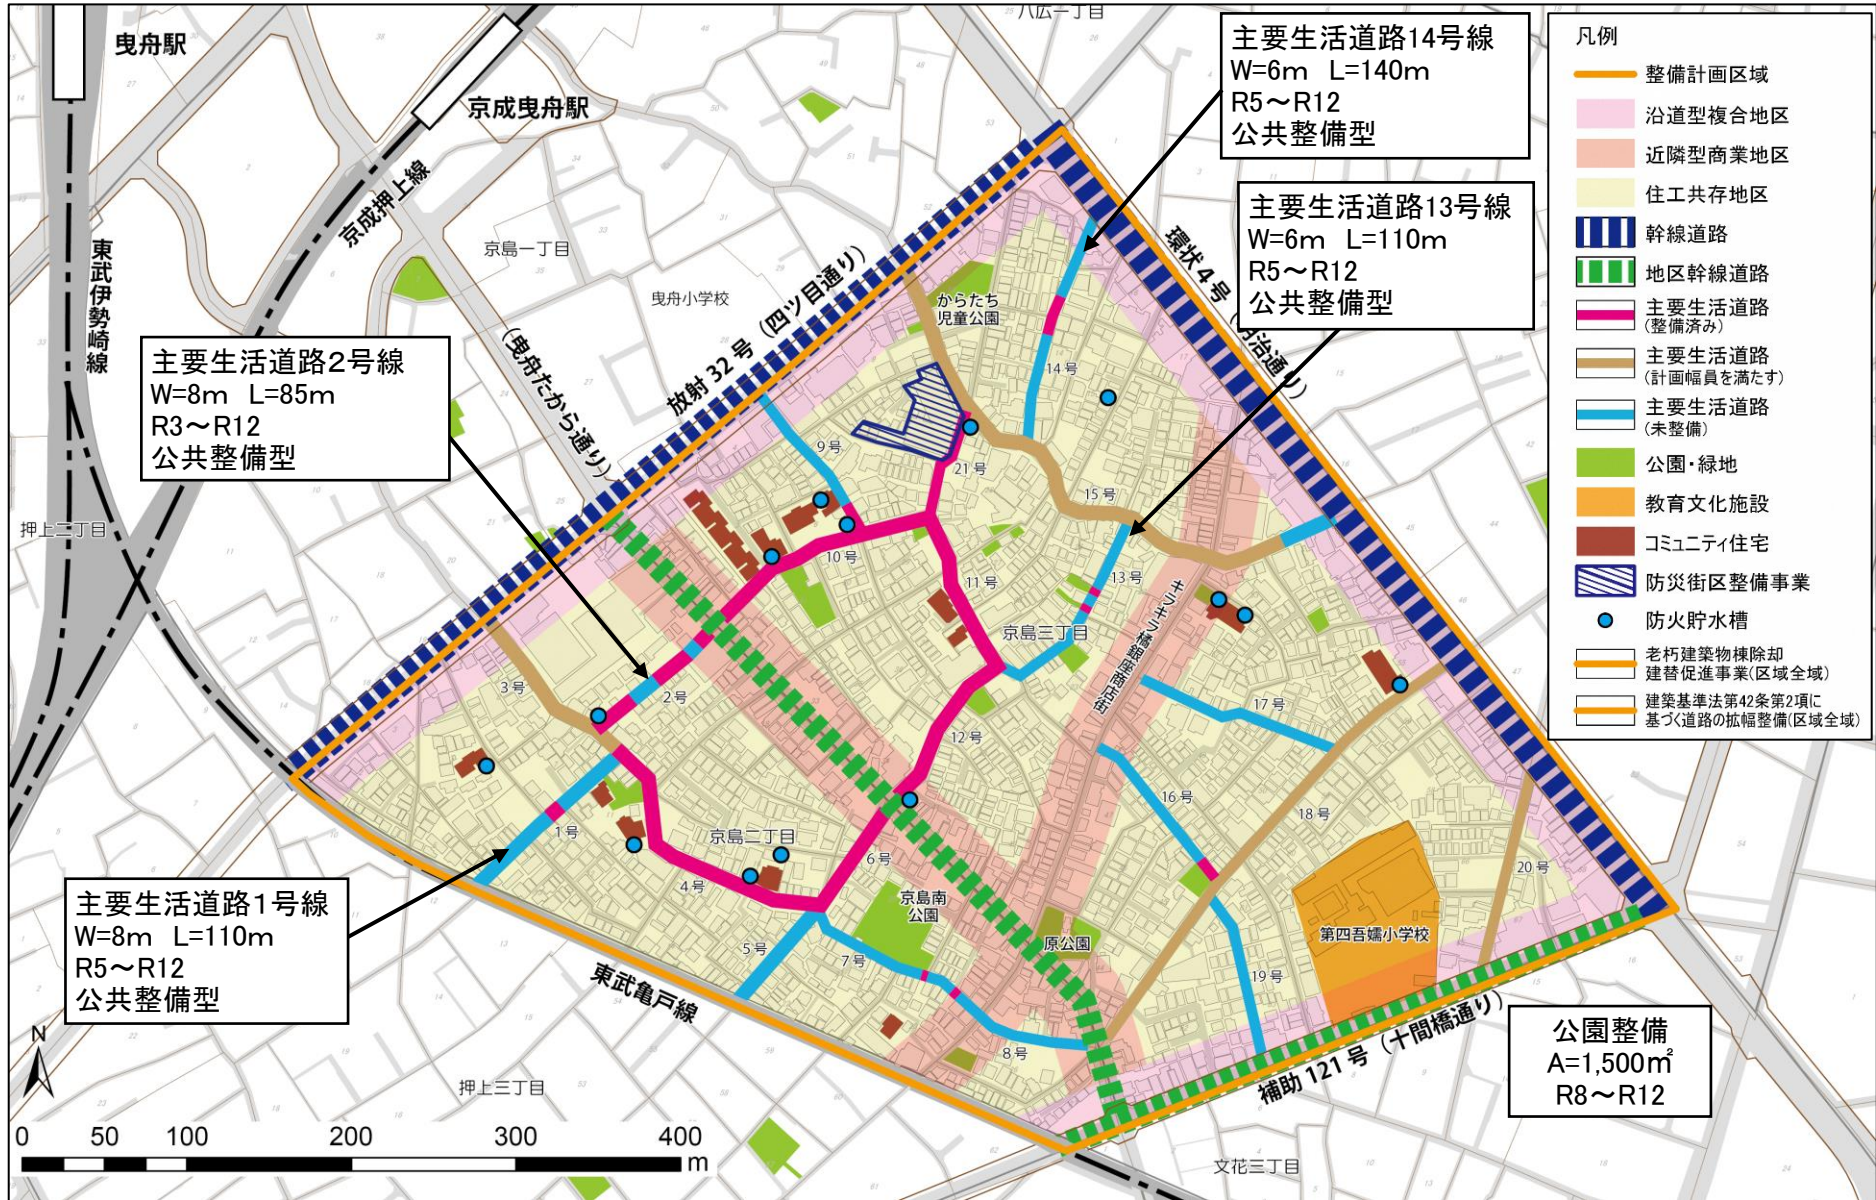 曳舟駅
京成曳舟駅
京成押上線
東武伊勢崎線
八広一丁目
京島一丁目
曳舟小学校
押上二丁目
(曳舟たから通り)
放射32号（四ツ目通り）
主要生活道路14号線
W=6m L=140m
R5～R12
公共整備型
主要生活道路13号線
W=6m L=110m
R5～R12
公共整備型
環状4号
明治通り)
主要生活道路2号線
W=8m L=85m
R3～R12
公共整備型
からたち
児童公園
14号
9号
21号
15号
10号
11号
13号
京島三丁目
キラキラ橘銀座商店街
3号
2号
12号
17号
16号
18号
1号
京島二丁目
4号
6号
京島南
公園
20号
第四吾嬬小学校
原公園
5号
7号
19号
8号
主要生活道路1号線
W=8m L=110m
R5～R12
公共整備型
東武亀戸線
補助121号（十間橋通り）
公園整備
A=1,500㎡
R8～R12
押上三丁目
文花三丁目
N
0 50 100 200 300 400
m
凡例
整備計画区域
沿道型複合地区
近隣型商業地区
住工共存地区
幹線道路
地区幹線道路
主要生活道路
(整備済み)
主要生活道路
(計画幅員を満たす)
主要生活道路
(未整備)
公園・緑地
教育文化施設
コミュニティ住宅
防災街区整備事業
防火貯水槽
老朽建築物棟除却
建替促進事業(区域全域)
建築基準法第42条第2項に
基づく道路の拡幅整備(区域全域)